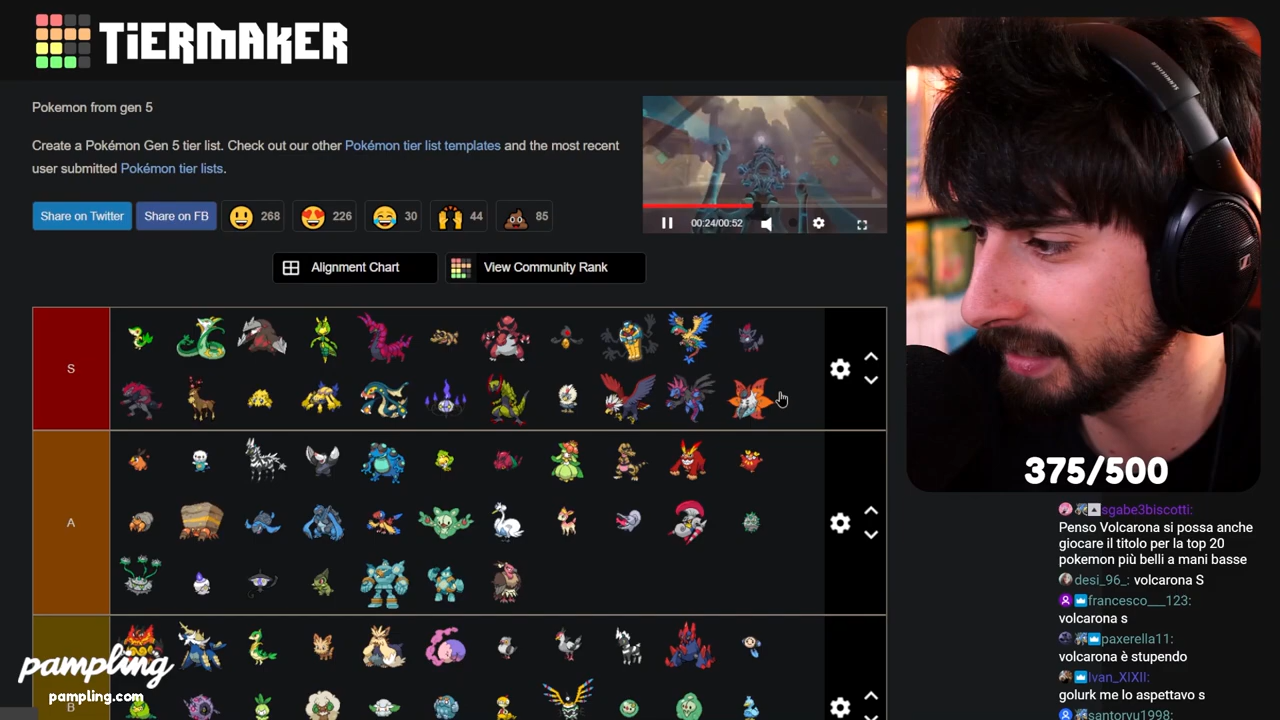 TiERMAKER
Pokemon from gen 5
Create a Pokémon Gen 5 tier list. Check out our other Pokémon tier list templates and the most recent
user submitted Pokémon tier lists.
Share on Twitter
Share on FB
268
226
30
44
85
00:24/00:52
Alignment Chart
View Community Rank
S
A
B
375/500
sgabe3biscotti:
Penso Volcarona si possa anche
giocare il titolo per la top 20
pokemon più belli a mani basse
desi_96_: volcarona S
francesco___123:
volcarona s
paxerella11:
volcarona è stupendo
Ivan_XIXII:
golurk me lo aspettavo s
santoryu1998:
pampling
pampling.com